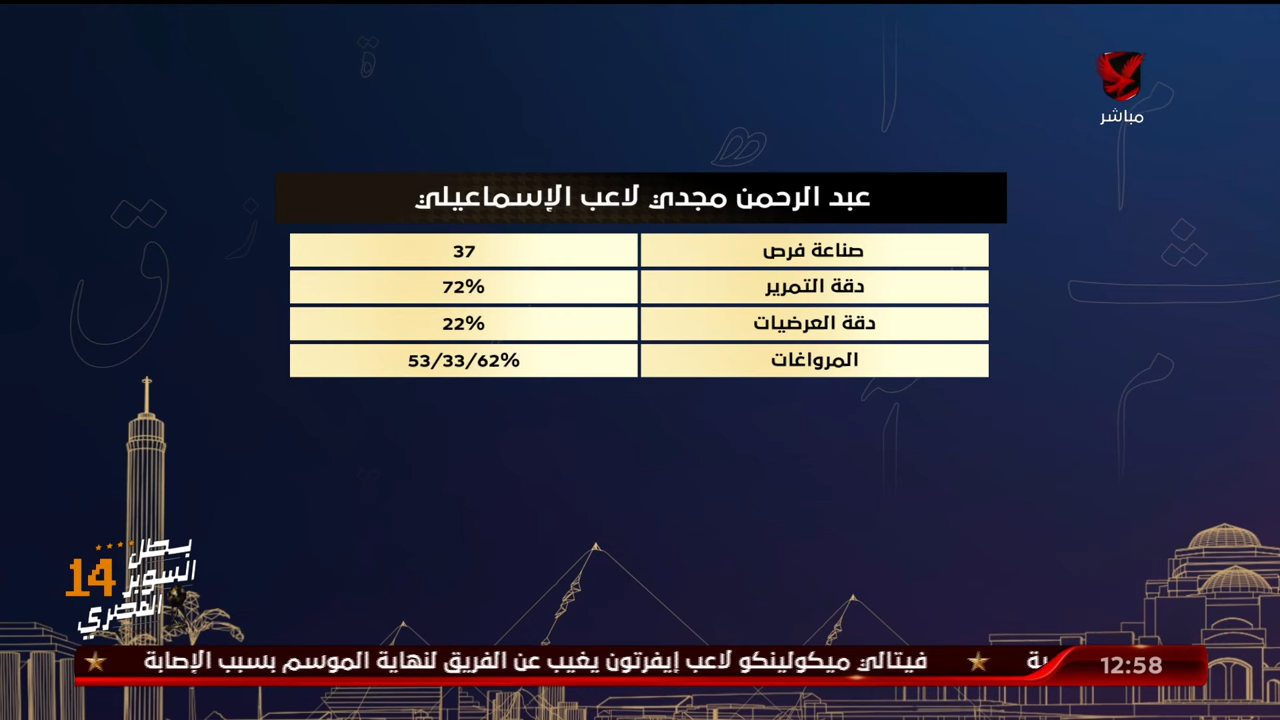 مباشر
عبد الرحمن مجدي لاعب الإسماعيلي
صناعة فرص 37
دقة التمرير 72%
دقة العرضيات 22%
المرواغات 53/33/62%
بطل
السوبر 14
المصري
فيتالي ميكولينكو لاعب إيفرتون يغيب عن الفريق لنهاية الموسم بسبب الإصابة
12:58